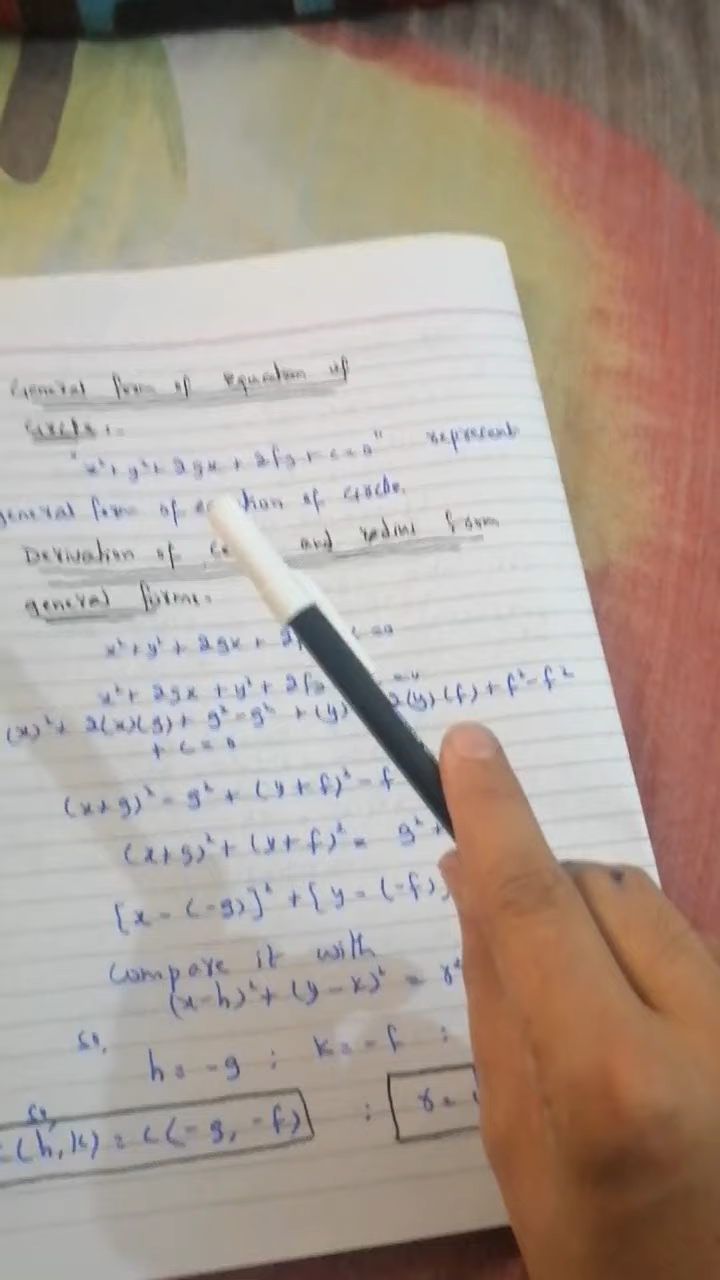 General form of equation of
circle:-
"x²+y²+2gx+2fy+c=0" represent
general form of of circle.
Derivation of and radius from
general form:-
x²+y²+2gx+ c=0
x²+2gx+y²+
(x)²+2(x)(g)+g²-g²+(y) 2(y)(f)+f²-f²
+c=0
(x+g)²-g²+(y+f)²-f
(x+g)²+(y+f)²= g²+
[x-(-g)]²+[y-(-f)
compare it with
(x-h)²+(y-k)²=r²
So,
h=-g ; k=-f ;
So,
(h,k)=C(-g,-f) ; r=